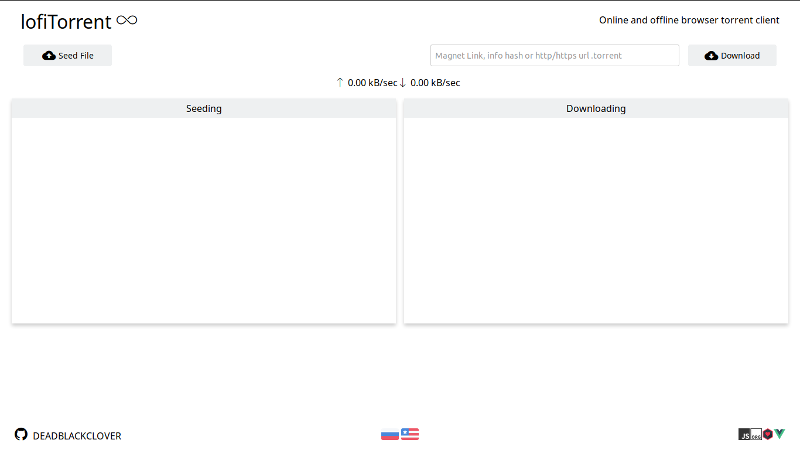 lofiTorrent
Online and offline browser torrent client
Seed File
Magnet Link, info hash or http/https url .torrent
Download
↑ 0.00 kB/sec ↓ 0.00 kB/sec
Seeding
Downloading
DEADBLACKCLOVER
JS.ORG